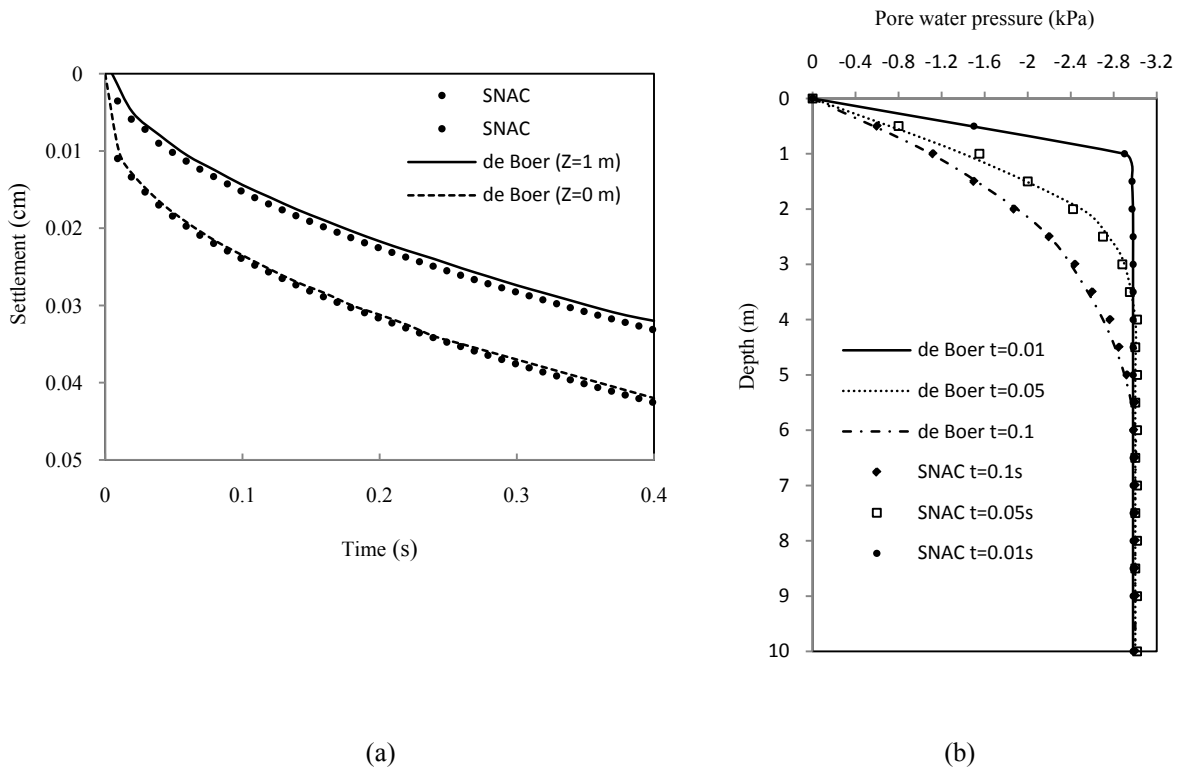 0
0.01
0.02
0.03
0.04
0.05
0
0.1
0.2
0.3
0.4
Settlement (cm)
Time (s)
SNAC
SNAC
de Boer (Z=1 m)
de Boer (Z=0 m)
(a)
Pore water pressure (kPa)
0 -0.4 -0.8 -1.2 -1.6 -2 -2.4 -2.8 -3.2
0
1
2
3
4
5
6
7
8
9
10
Depth (m)
de Boer t=0.01
de Boer t=0.05
de Boer t=0.1
SNAC t=0.1s
SNAC t=0.05s
SNAC t=0.01s
(b)